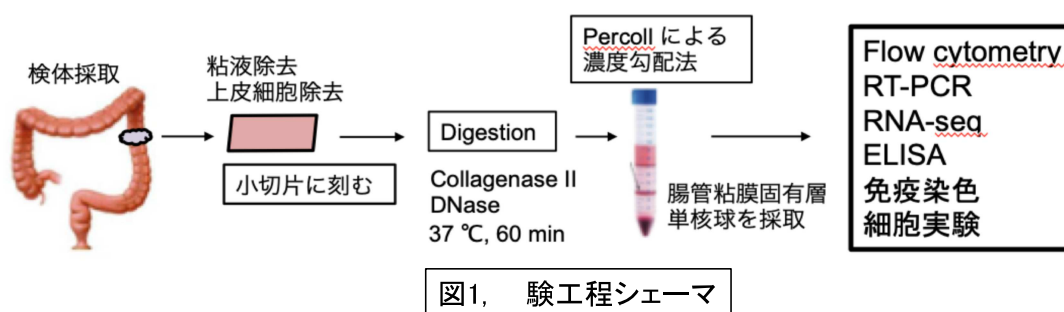 検体採取
粘液除去
上皮細胞除去
小切片に刻む
Digestion
Collagenase II
DNase
37 ℃, 60 min
Percoll による
濃度勾配法
腸管粘膜固有層
単核球を採取
Flow cytometry
RT-PCR
RNA-seq
ELISA
免疫染色
細胞実験
図1, 験工程シェーマ